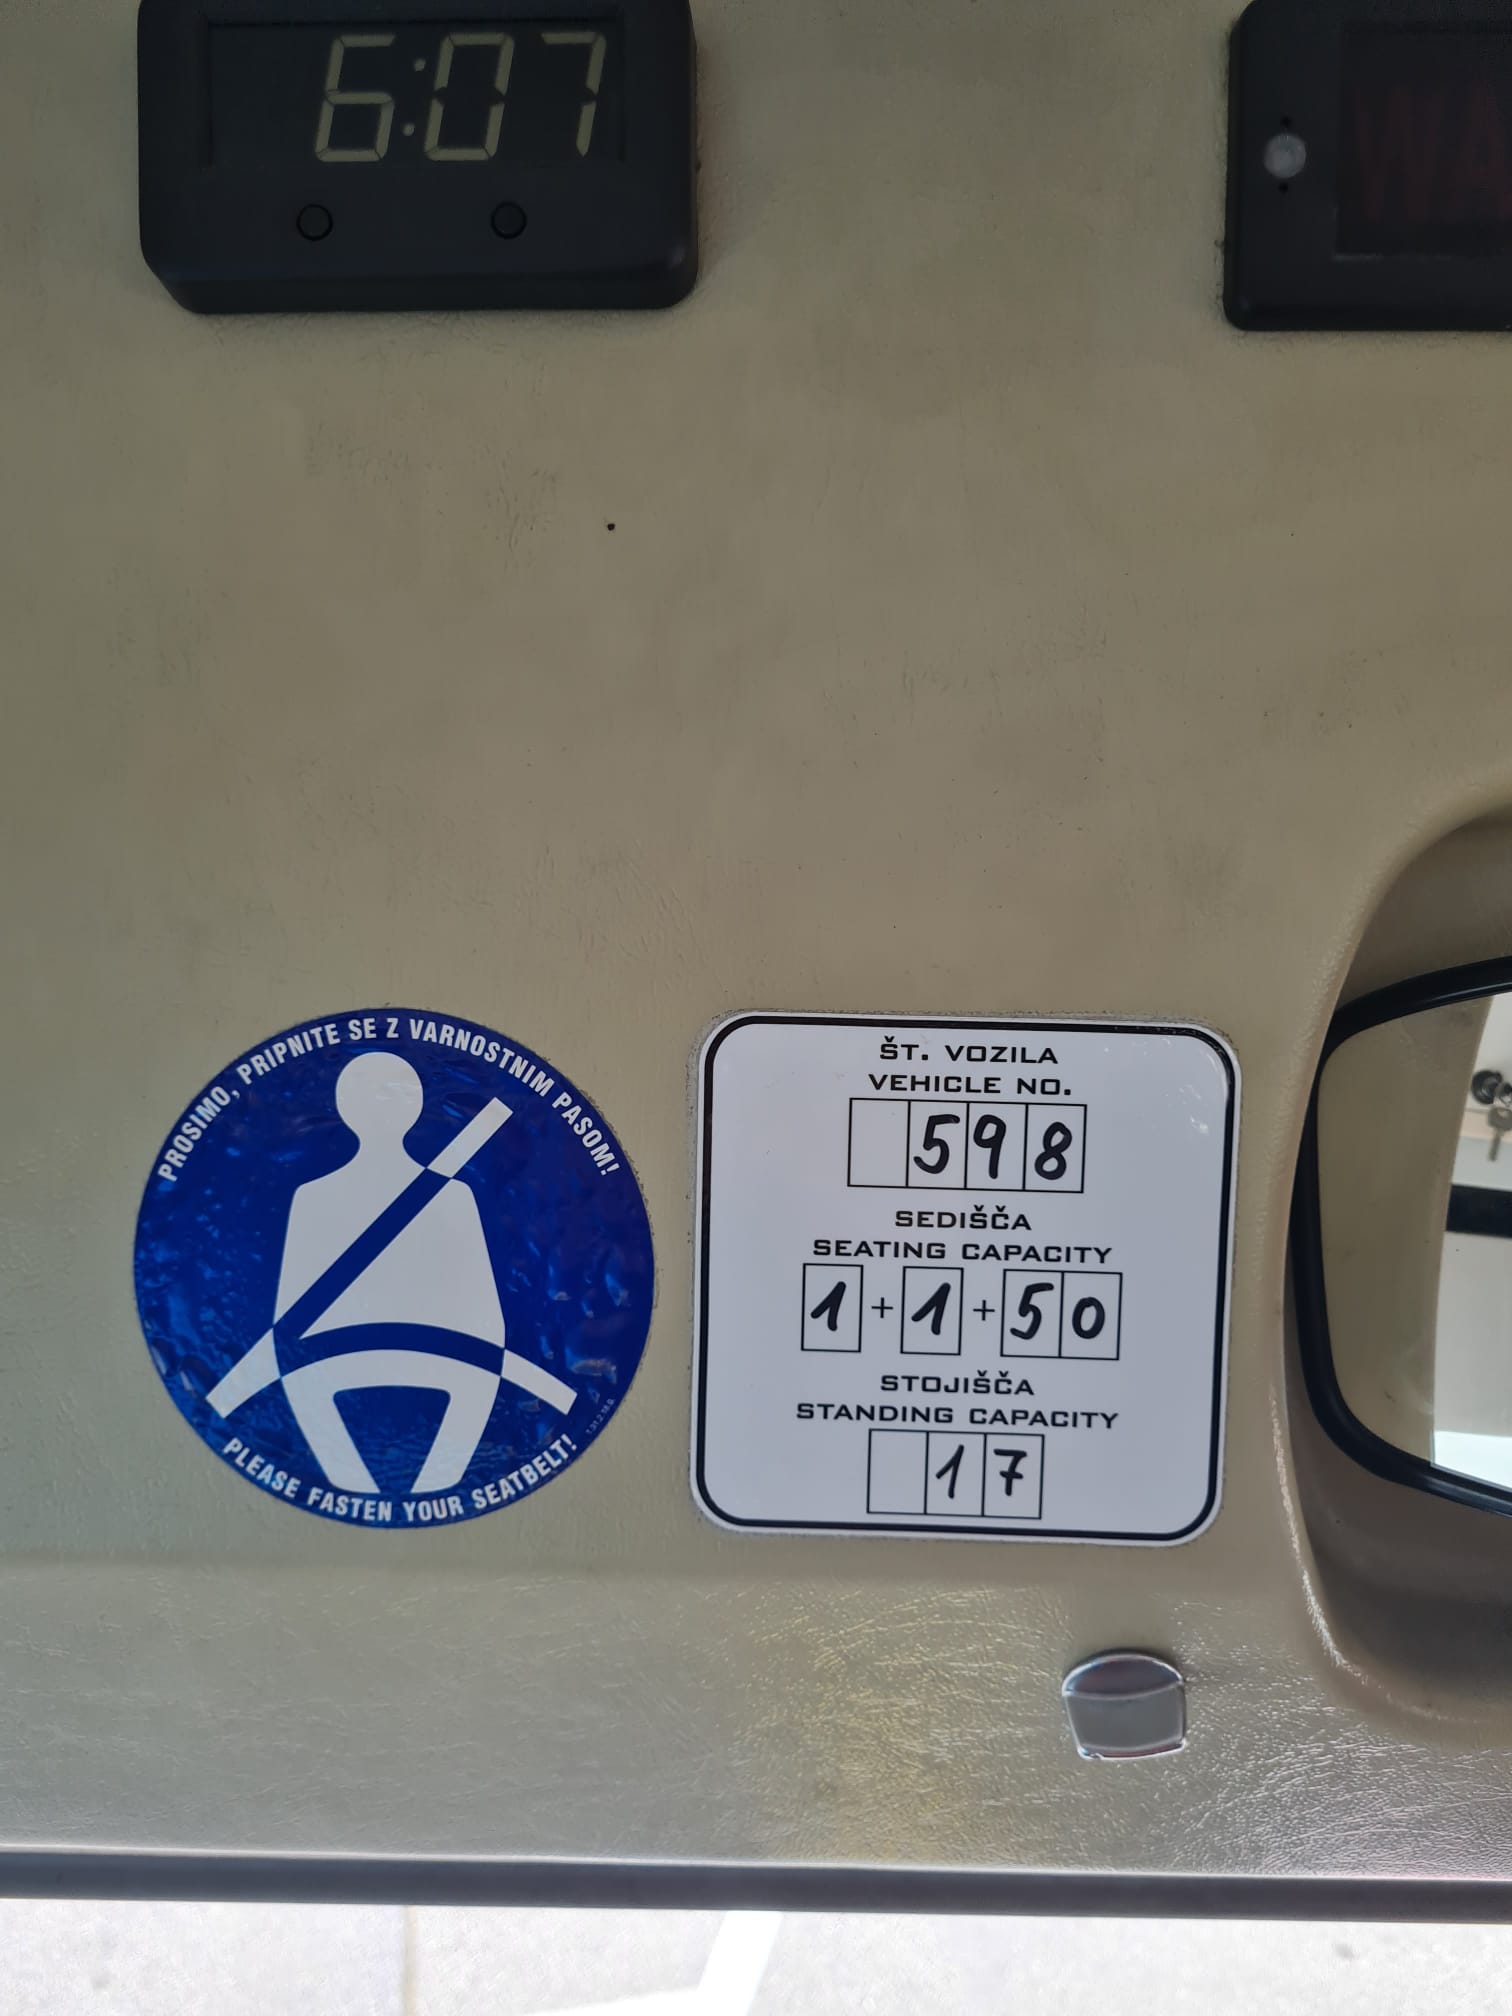 6:07
PROSIMO, PRIPNITE SE Z VARNOSTNIM PASOM!
PLEASE FASTEN YOUR SEATBELT!
ŠT. VOZILA
VEHICLE NO.
598
SEDIŠČA
SEATING CAPACITY
1+1+50
STOJIŠČA
STANDING CAPACITY
17